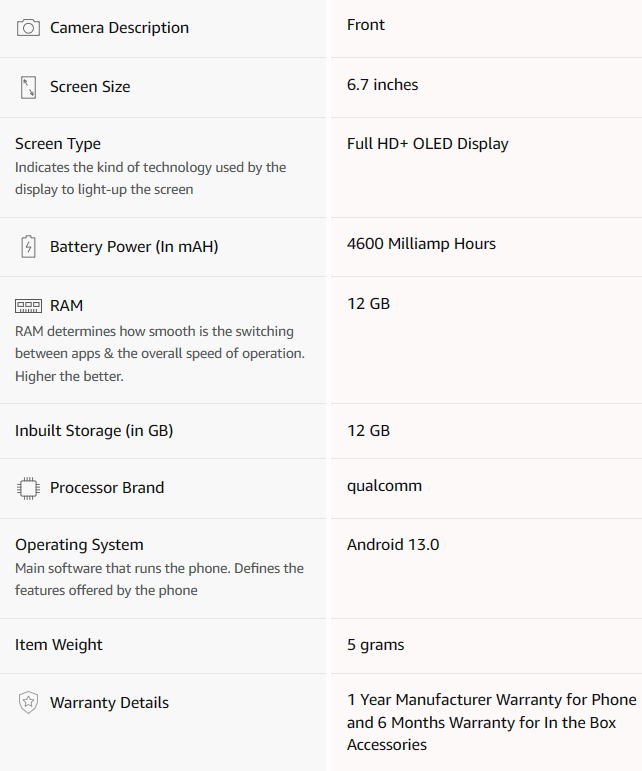 Camera Description
Front
Screen Size
6.7 inches
Screen Type
Full HD+ OLED Display
Indicates the kind of technology used by the
display to light-up the screen
Battery Power (In mAH)
4600 Milliamp Hours
RAM
12 GB
RAM determines how smooth is the switching
between apps & the overall speed of operation.
Higher the better.
Inbuilt Storage (in GB)
12 GB
Processor Brand
qualcomm
Operating System
Android 13.0
Main software that runs the phone. Defines the
features offered by the phone
Item Weight
5 grams
Warranty Details
1 Year Manufacturer Warranty for Phone
and 6 Months Warranty for In the Box
Accessories